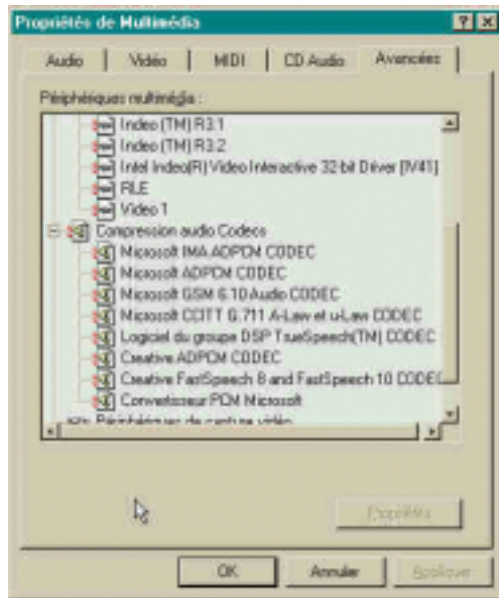 Propriétés de Multimédia
Audio
Vidéo
MIDI
CD Audio
Avancées
Périphériques multimédia :
Indeo (TM) R3.1
Indeo (TM) R3.2
Intel Indeo(R) Video Interactive 32-bit Driver [IV41]
RLE
Video 1
Compression audio Codecs
Microsoft IMA ADPCM CODEC
Microsoft ADPCM CODEC
Microsoft GSM 6.10 Audio CODEC
Microsoft CCITT G.711 A-Law et u-Law CODEC
Logiciel du groupe DSP TrueSpeech(TM) CODEC
Creative ADPCM CODEC
Creative FastSpeech 8 and FastSpeech 10 CODEC
Convertisseur PCM Microsoft
Périphériques de capture vidéo
Propriétés
OK
Annuler
Appliquer